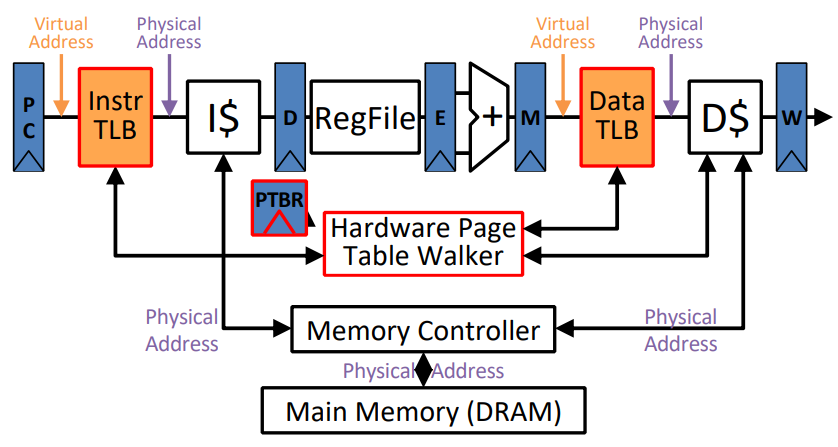 Virtual
Address
Physical
Address
Virtual
Address
Physical
Address
P
C
Instr
TLB
I$
D
RegFile
E
+
M
Data
TLB
D$
W
PTBR
Hardware Page
Table Walker
Physical
Address
Memory Controller
Physical
Address
Physical Address
Main Memory (DRAM)